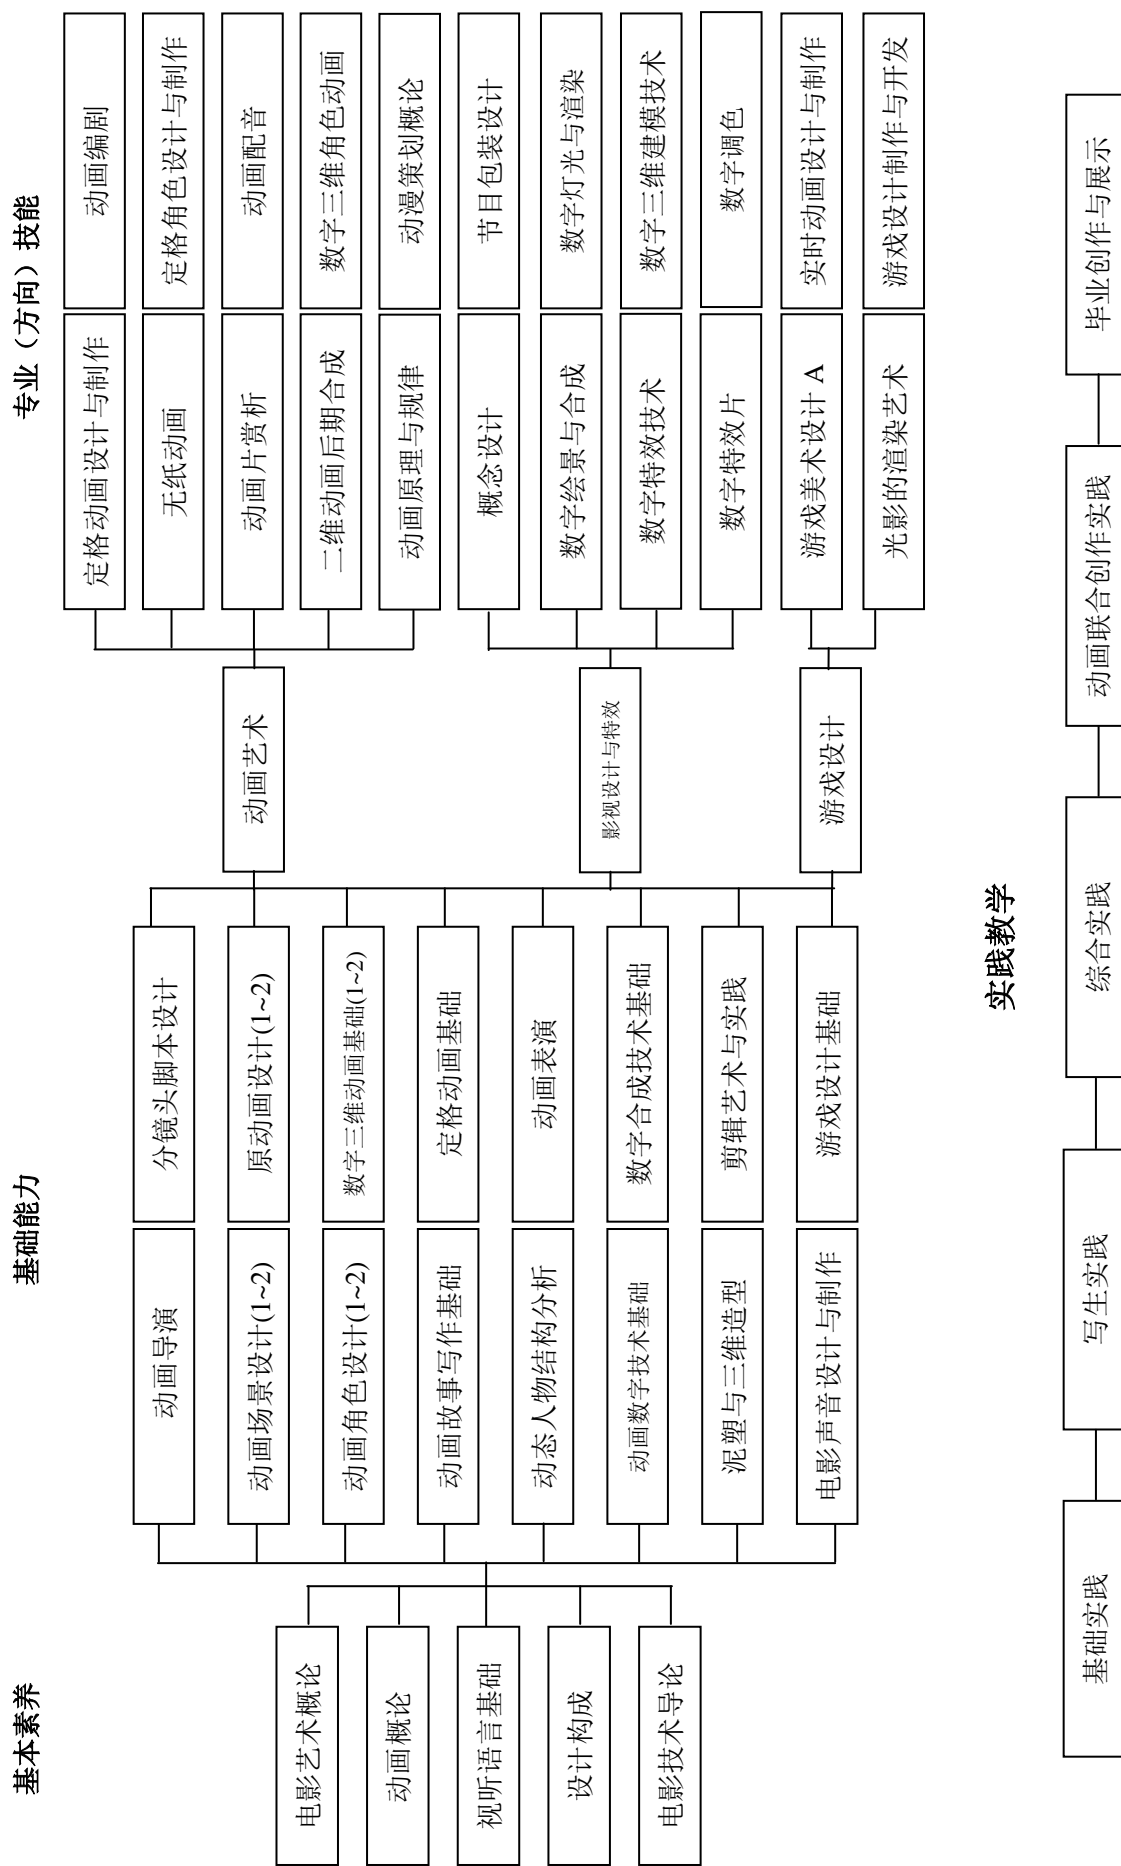 基本素养
基础能力
专业（方向）技能
电影艺术概论
动画概论
视听语言基础
设计构成
电影技术导论
动画导演
分镜头脚本设计
动画场景设计(1~2)
原动画设计(1~2)
动画角色设计(1~2)
数字三维动画基础(1~2)
动画故事写作基础
定格动画基础
动态人物结构分析
动画表演
动画数字技术基础
数字合成技术基础
泥塑与三维造型
剪辑艺术与实践
电影声音设计与制作
游戏设计基础
动画艺术
影视设计与特效
游戏设计
定格动画设计与制作
动画编剧
无纸动画
定格角色设计与制作
动画片赏析
动画配音
二维动画后期合成
数字三维角色动画
动画原理与规律
动漫策划概论
概念设计
节目包装设计
数字绘景与合成
数字灯光与渲染
数字特效技术
数字三维建模技术
数字特效片
数字调色
游戏美术设计 A
实时动画设计与制作
光影的渲染艺术
游戏设计制作与开发
实践教学
基础实践
写生实践
综合实践
动画联合创作实践
毕业创作与展示